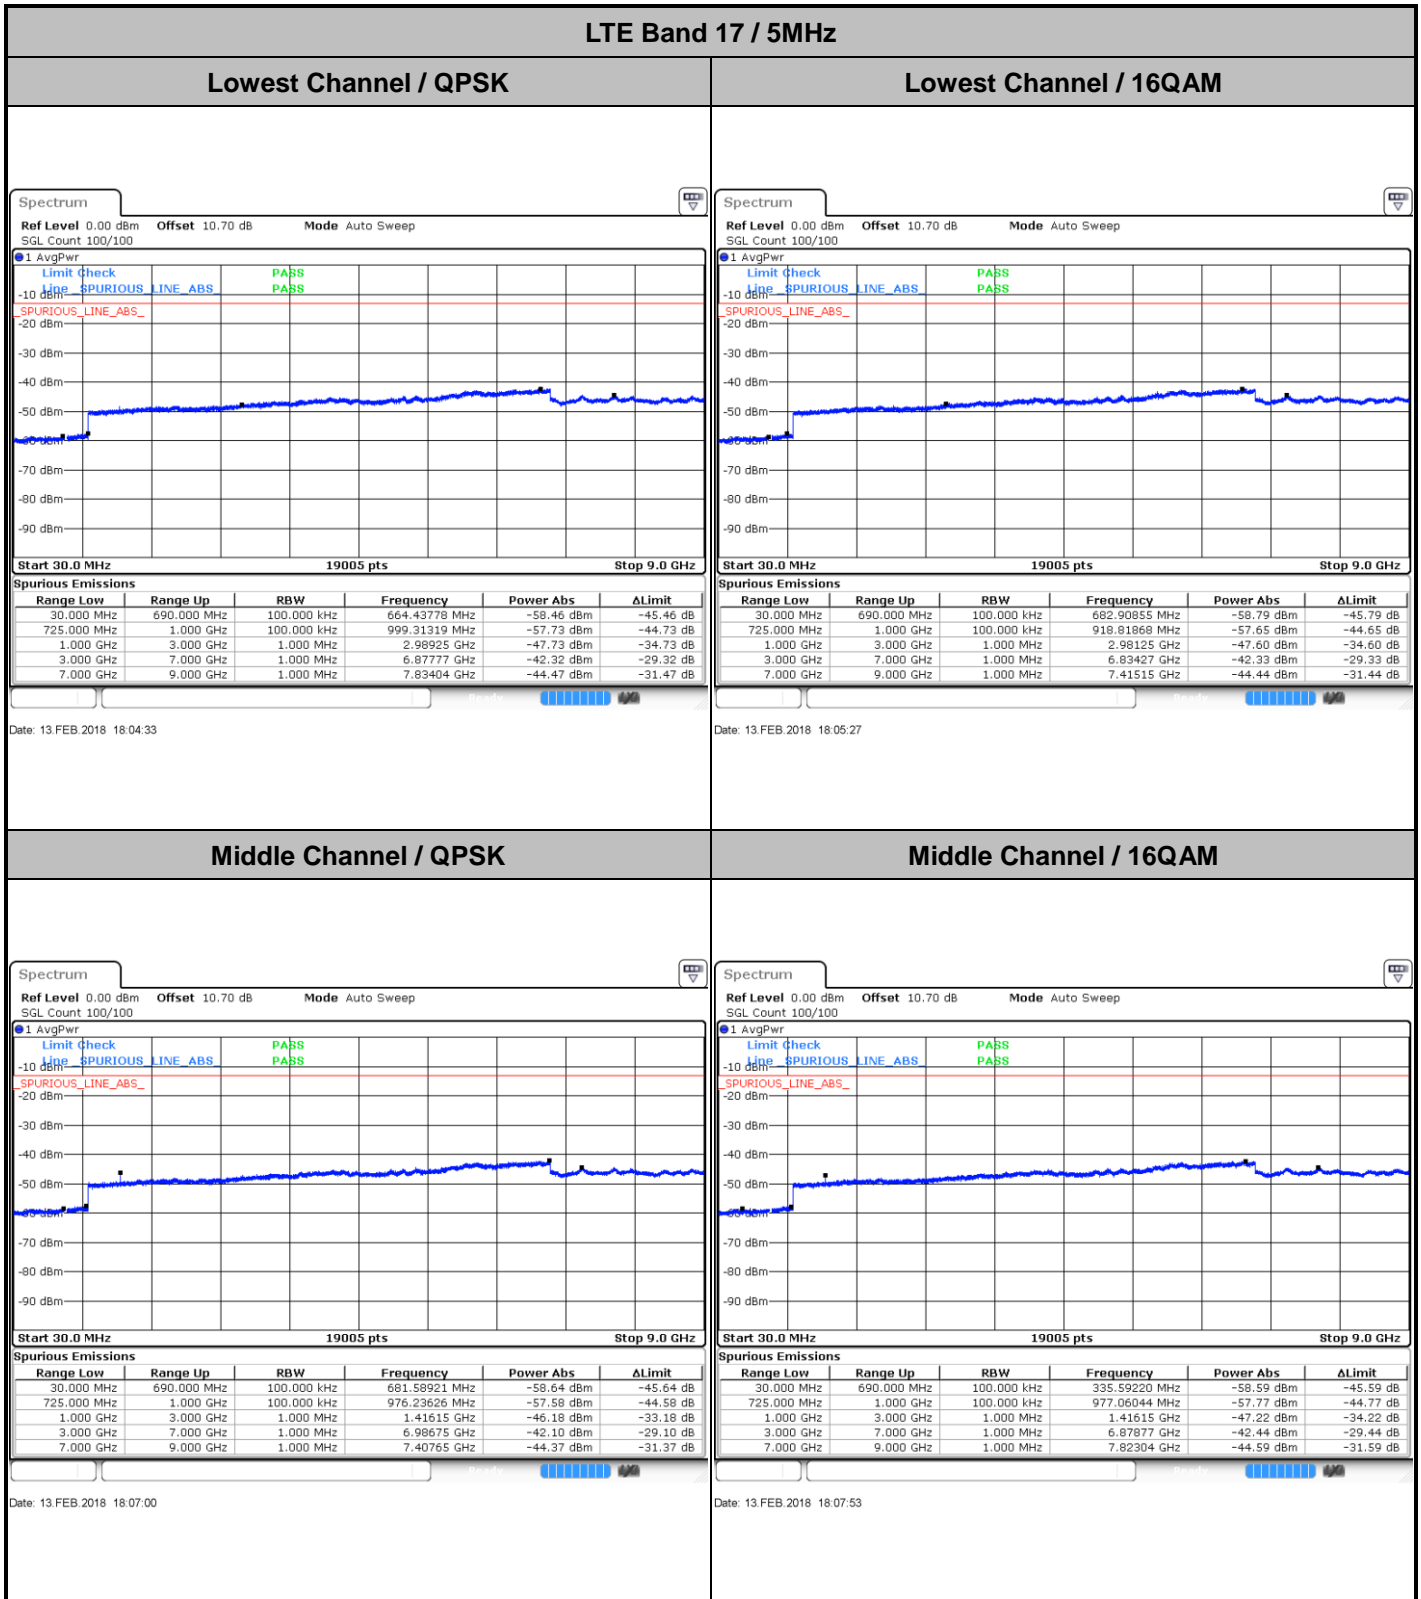 LTE Band 17 / 5MHz
Lowest Channel / QPSK
Lowest Channel / 16QAM
Spectrum
Ref Level 0.00 dBm Offset 10.70 dB Mode Auto Sweep
SGL Count 100/100
1 AvgPwr
Limit Check PASS
Line _SPURIOUS_LINE_ABS_ PASS
-10 dBm
_SPURIOUS_LINE_ABS_
-20 dBm
-30 dBm
-40 dBm
-50 dBm
-60 dBm
-70 dBm
-80 dBm
-90 dBm
Start 30.0 MHz 19005 pts Stop 9.0 GHz
Spurious Emissions
Range Low Range Up RBW Frequency Power Abs ΔLimit
30.000 MHz 690.000 MHz 100.000 kHz 664.43778 MHz -58.46 dBm -45.46 dB
725.000 MHz 1.000 GHz 100.000 kHz 999.31319 MHz -57.73 dBm -44.73 dB
1.000 GHz 3.000 GHz 1.000 MHz 2.98925 GHz -47.73 dBm -34.73 dB
3.000 GHz 7.000 GHz 1.000 MHz 6.87777 GHz -42.32 dBm -29.32 dB
7.000 GHz 9.000 GHz 1.000 MHz 7.83404 GHz -44.47 dBm -31.47 dB
Ready
Date: 13.FEB.2018 18:04:33
Spectrum
Ref Level 0.00 dBm Offset 10.70 dB Mode Auto Sweep
SGL Count 100/100
1 AvgPwr
Limit Check PASS
Line _SPURIOUS_LINE_ABS_ PASS
-10 dBm
_SPURIOUS_LINE_ABS_
-20 dBm
-30 dBm
-40 dBm
-50 dBm
-60 dBm
-70 dBm
-80 dBm
-90 dBm
Start 30.0 MHz 19005 pts Stop 9.0 GHz
Spurious Emissions
Range Low Range Up RBW Frequency Power Abs ΔLimit
30.000 MHz 690.000 MHz 100.000 kHz 682.90855 MHz -58.79 dBm -45.79 dB
725.000 MHz 1.000 GHz 100.000 kHz 918.81868 MHz -57.65 dBm -44.65 dB
1.000 GHz 3.000 GHz 1.000 MHz 2.98125 GHz -47.60 dBm -34.60 dB
3.000 GHz 7.000 GHz 1.000 MHz 6.83427 GHz -42.33 dBm -29.33 dB
7.000 GHz 9.000 GHz 1.000 MHz 7.41515 GHz -44.44 dBm -31.44 dB
Ready
Date: 13.FEB.2018 18:05:27
Middle Channel / QPSK
Middle Channel / 16QAM
Spectrum
Ref Level 0.00 dBm Offset 10.70 dB Mode Auto Sweep
SGL Count 100/100
1 AvgPwr
Limit Check PASS
Line _SPURIOUS_LINE_ABS_ PASS
-10 dBm
_SPURIOUS_LINE_ABS_
-20 dBm
-30 dBm
-40 dBm
-50 dBm
-60 dBm
-70 dBm
-80 dBm
-90 dBm
Start 30.0 MHz 19005 pts Stop 9.0 GHz
Spurious Emissions
Range Low Range Up RBW Frequency Power Abs ΔLimit
30.000 MHz 690.000 MHz 100.000 kHz 681.58921 MHz -58.64 dBm -45.64 dB
725.000 MHz 1.000 GHz 100.000 kHz 976.23626 MHz -57.58 dBm -44.58 dB
1.000 GHz 3.000 GHz 1.000 MHz 1.41615 GHz -46.18 dBm -33.18 dB
3.000 GHz 7.000 GHz 1.000 MHz 6.98675 GHz -42.10 dBm -29.10 dB
7.000 GHz 9.000 GHz 1.000 MHz 7.40765 GHz -44.37 dBm -31.37 dB
Ready
Date: 13.FEB.2018 18:07:00
Spectrum
Ref Level 0.00 dBm Offset 10.70 dB Mode Auto Sweep
SGL Count 100/100
1 AvgPwr
Limit Check PASS
Line _SPURIOUS_LINE_ABS_ PASS
-10 dBm
_SPURIOUS_LINE_ABS_
-20 dBm
-30 dBm
-40 dBm
-50 dBm
-60 dBm
-70 dBm
-80 dBm
-90 dBm
Start 30.0 MHz 19005 pts Stop 9.0 GHz
Spurious Emissions
Range Low Range Up RBW Frequency Power Abs ΔLimit
30.000 MHz 690.000 MHz 100.000 kHz 335.59220 MHz -58.59 dBm -45.59 dB
725.000 MHz 1.000 GHz 100.000 kHz 977.06044 MHz -57.77 dBm -44.77 dB
1.000 GHz 3.000 GHz 1.000 MHz 1.41615 GHz -47.22 dBm -34.22 dB
3.000 GHz 7.000 GHz 1.000 MHz 6.87877 GHz -42.44 dBm -29.44 dB
7.000 GHz 9.000 GHz 1.000 MHz 7.82304 GHz -44.59 dBm -31.59 dB
Ready
Date: 13.FEB.2018 18:07:53